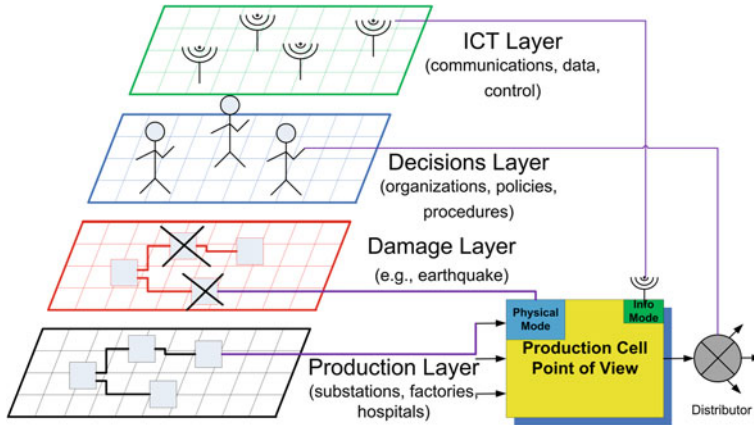 ICT Layer
(communications, data,
control)
Decisions Layer
(organizations, policies,
procedures)
Damage Layer
(e.g., earthquake)
Physical
Mode
Info
Mode
Production Cell
Point of View
Production Layer
(substations, factories
hospitals)
Distributor